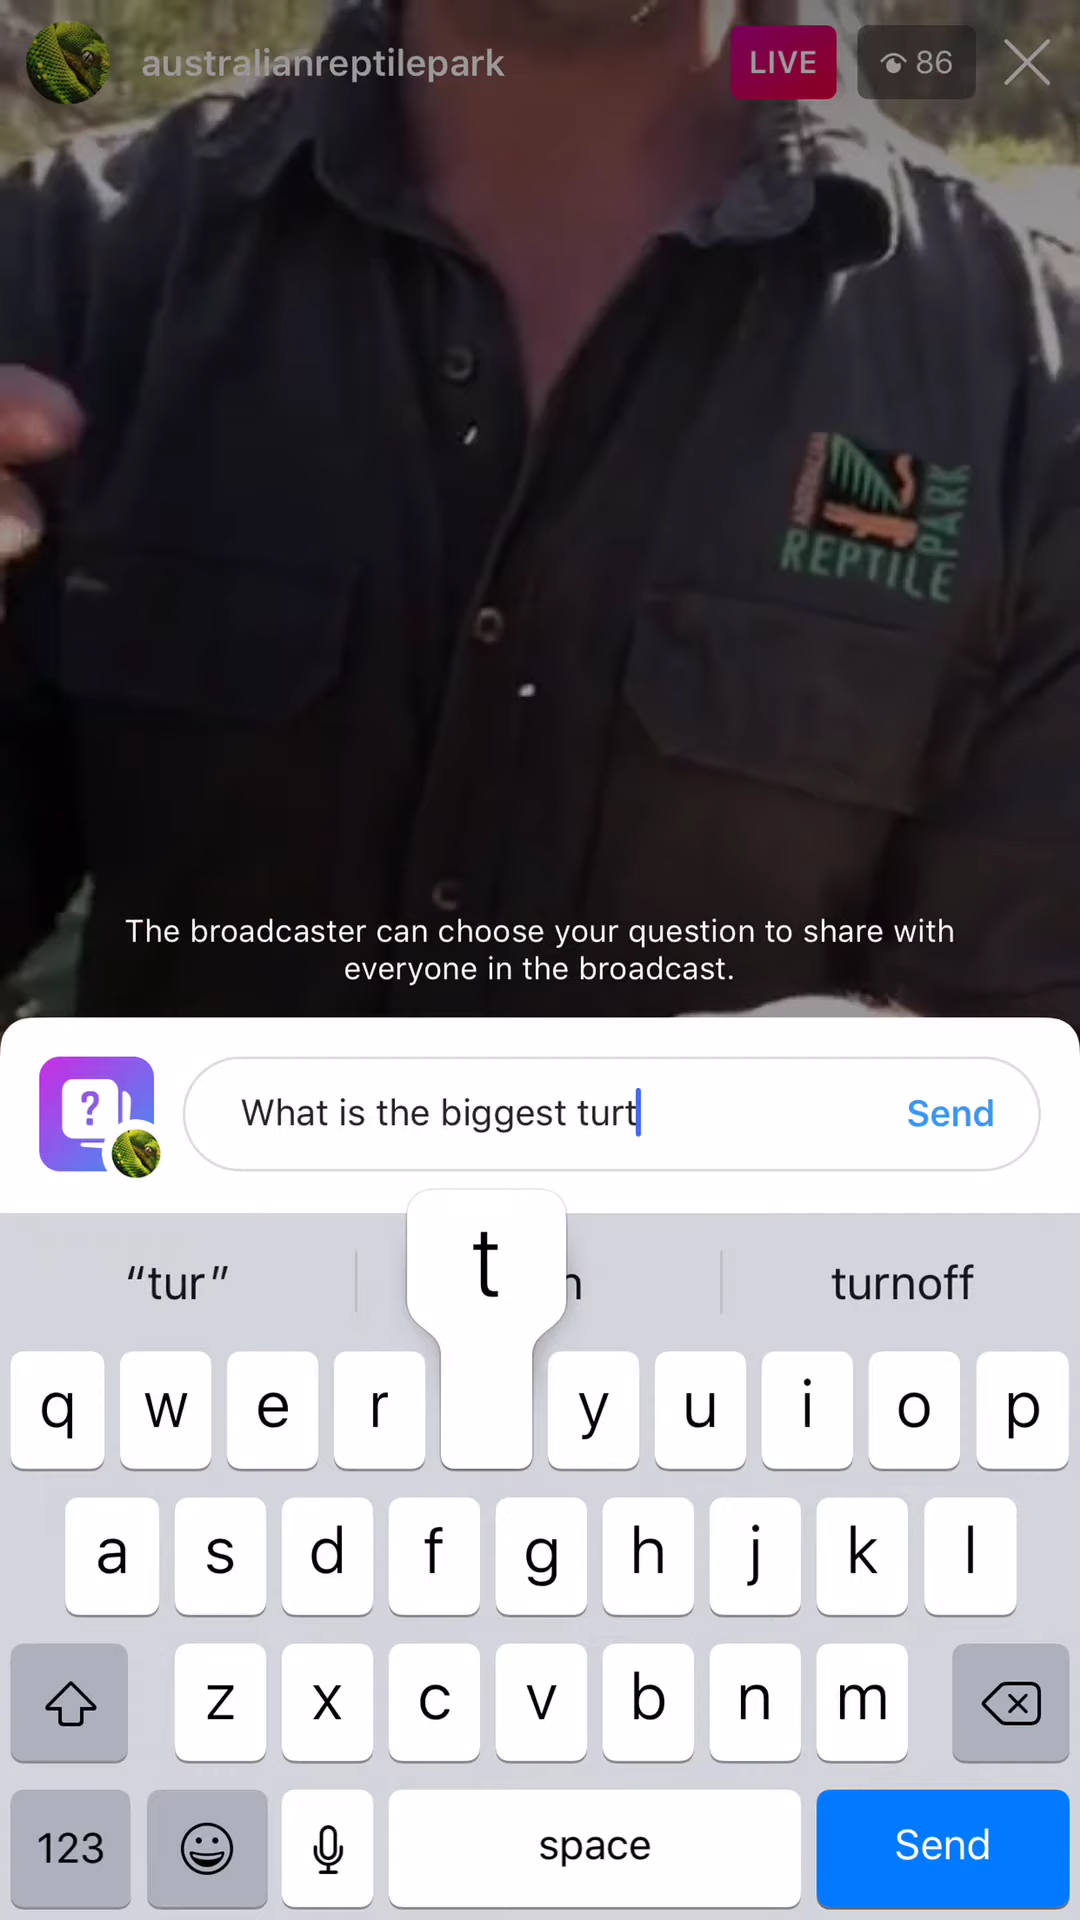 australianreptilepark
LIVE
86
AUSTRALIAN
REPTILE
PARK
The broadcaster can choose your question to share with
everyone in the broadcast.
?
What is the biggest turt
Send
“tur”
t
n
turnoff
q w e r y u i o p
a s d f g h j k l
z x c v b n m
123
space
Send